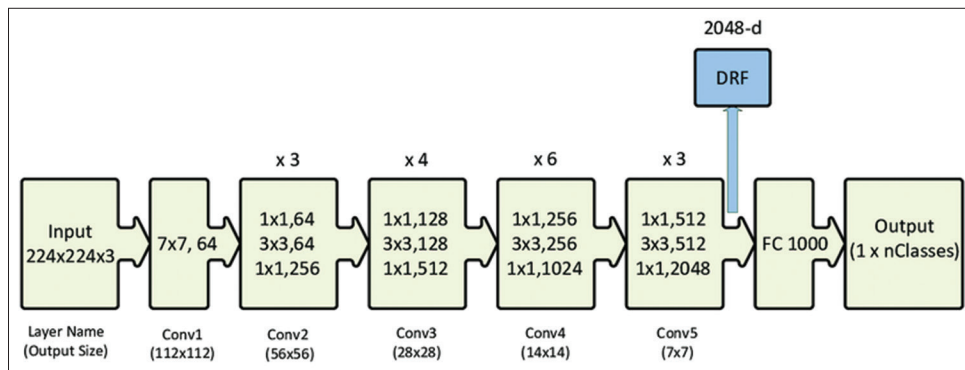 2048-d
DRF
x 3
x 4
x 6
x 3
Input
224x224x3
7x7, 64
1x1,64
3x3,64
1x1,256
1x1,128
3x3,128
1x1,512
1x1,256
3x3,256
1x1,1024
1x1,512
3x3,512
1x1,2048
FC 1000
Output
(1 x nClasses)
Layer Name
(Output Size)
Conv1
(112x112)
Conv2
(56x56)
Conv3
(28x28)
Conv4
(14x14)
Conv5
(7x7)